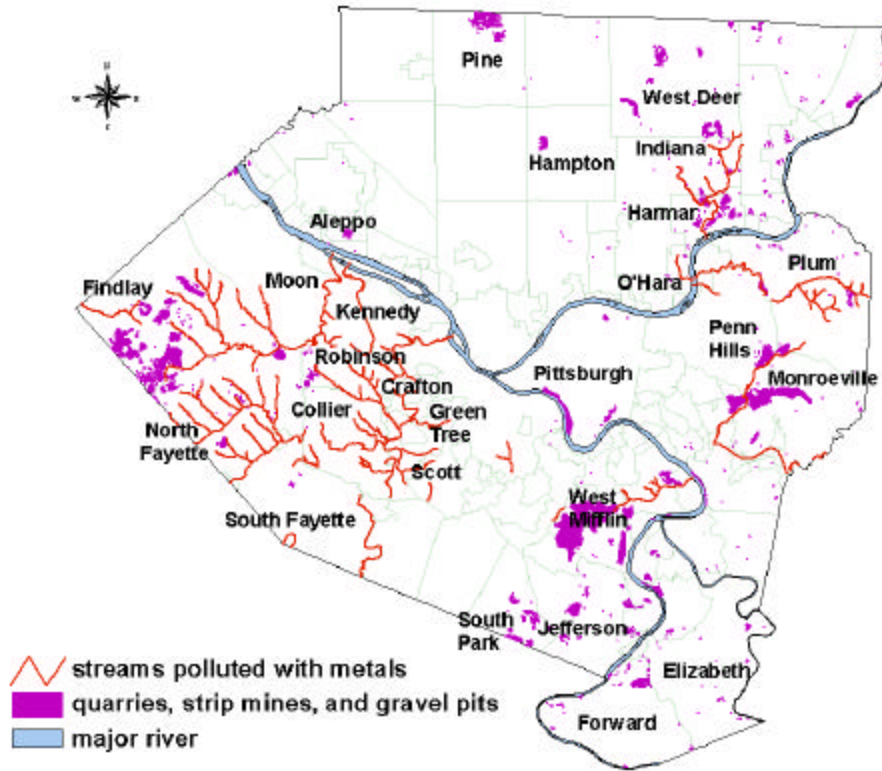 Pine
West Deer
Indiana
Hampton
Harmar
Aleppo
Plum
O'Hara
Findlay
Moon
Kennedy
Penn
Hills
Robinson
Pittsburgh
Monroeville
Crafton
Collier
Green
Tree
North
Fayette
Scott
West
Mifflin
South Fayette
South
Park
Jefferson
Elizabeth
Forward
streams polluted with metals
quarries, strip mines, and gravel pits
major river